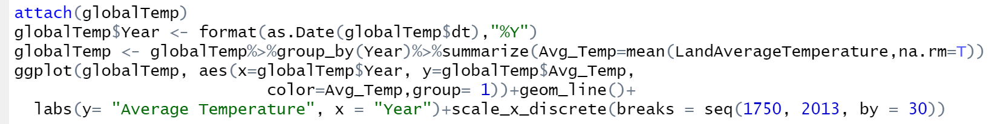 attach(globalTemp)
globalTemp$Year <- format(as.Date(globalTemp$dt),"%Y")
globalTemp <- globalTemp%>%group_by(Year)%>%summarize(Avg_Temp=mean(LandAverageTemperature,na.rm=T))
ggplot(globalTemp, aes(x=globalTemp$Year, y=globalTemp$Avg_Temp,
color=Avg_Temp,group= 1))+geom_line()+
labs(y= "Average Temperature", x = "Year")+scale_x_discrete(breaks = seq(1750, 2013, by = 30))